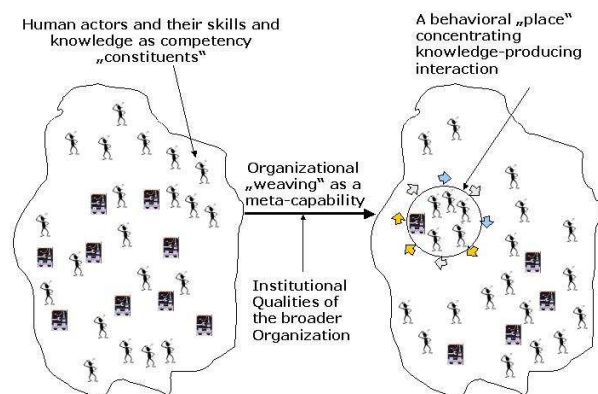 Human actors and their skills and
knowledge as competency
„constituents“
A behavioral „place“
concentrating
knowledge-producing
interaction
Organizational
„weaving“ as a
meta-capability
Institutional
Qualities of
the broader
Organization